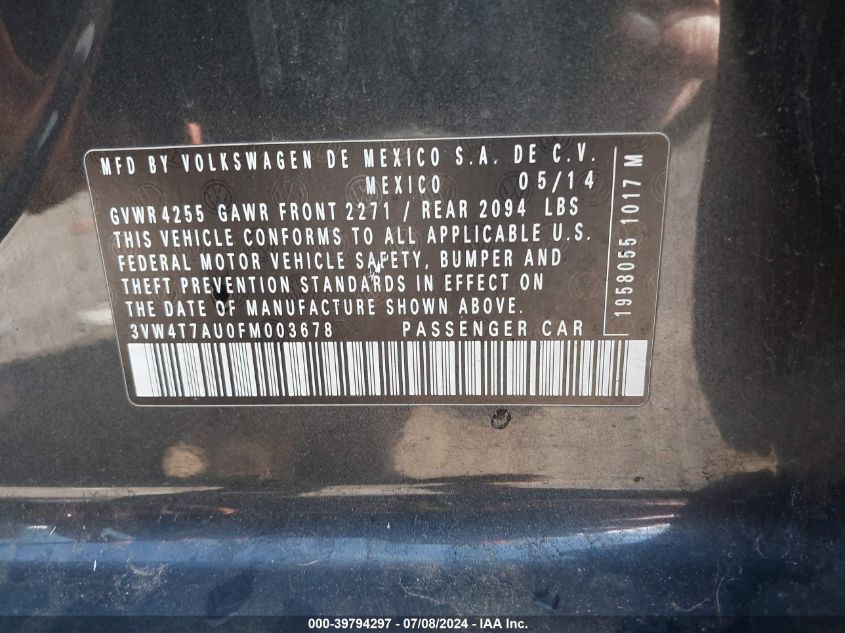 MFD BY VOLKSWAGEN DE MEXICO S.A. DE C.V.
MEXICO 05/14
GVWR 4255 GAWR FRONT 2271 / REAR 2094 LBS
THIS VEHICLE CONFORMS TO ALL APPLICABLE U.S.
FEDERAL MOTOR VEHICLE SAFETY, BUMPER AND
THEFT PREVENTION STANDARDS IN EFFECT ON
THE DATE OF MANUFACTURE SHOWN ABOVE.
3VW4T7AU0FM003678 PASSENGER CAR
1958055 1017 M
000-39794297 - 07/08/2024 - IAA Inc.